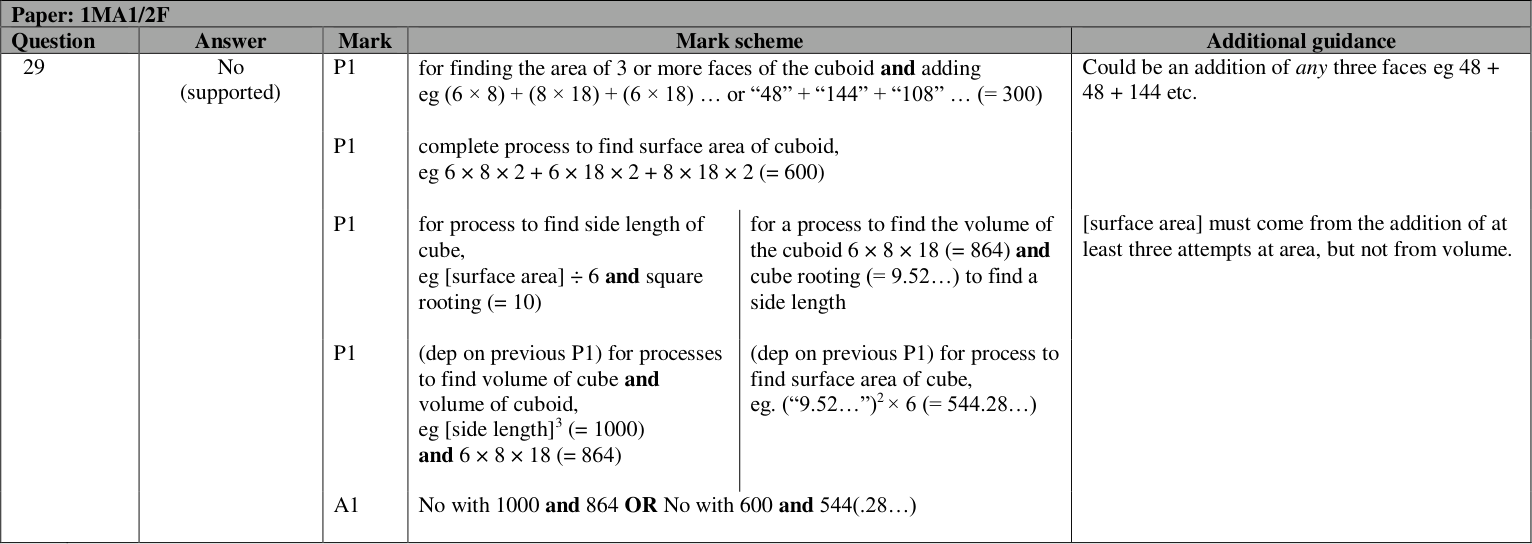 Paper: 1MA1/2F
Question Answer Mark Mark scheme Additional guidance
29 No (supported)
P1 for finding the area of 3 or more faces of the cuboid and adding
eg (6 × 8) + (8 × 18) + (6 × 18) … or “48” + “144” + “108” … (= 300)
Could be an addition of any three faces eg 48 +
48 + 144 etc.
P1 complete process to find surface area of cuboid,
eg 6 × 8 × 2 + 6 × 18 × 2 + 8 × 18 × 2 (= 600)
P1 for process to find side length of
cube,
eg [surface area] ÷ 6 and square
rooting (= 10)
for a process to find the volume of
the cuboid 6 × 8 × 18 (= 864) and
cube rooting (= 9.52…) to find a
side length
[surface area] must come from the addition of at
least three attempts at area, but not from volume.
P1 (dep on previous P1) for processes
to find volume of cube and
volume of cuboid,
eg [side length]³ (= 1000)
and 6 × 8 × 18 (= 864)
(dep on previous P1) for process to
find surface area of cube,
eg. (“9.52…”)² × 6 (= 544.28…)
A1 No with 1000 and 864 OR No with 600 and 544(.28…)